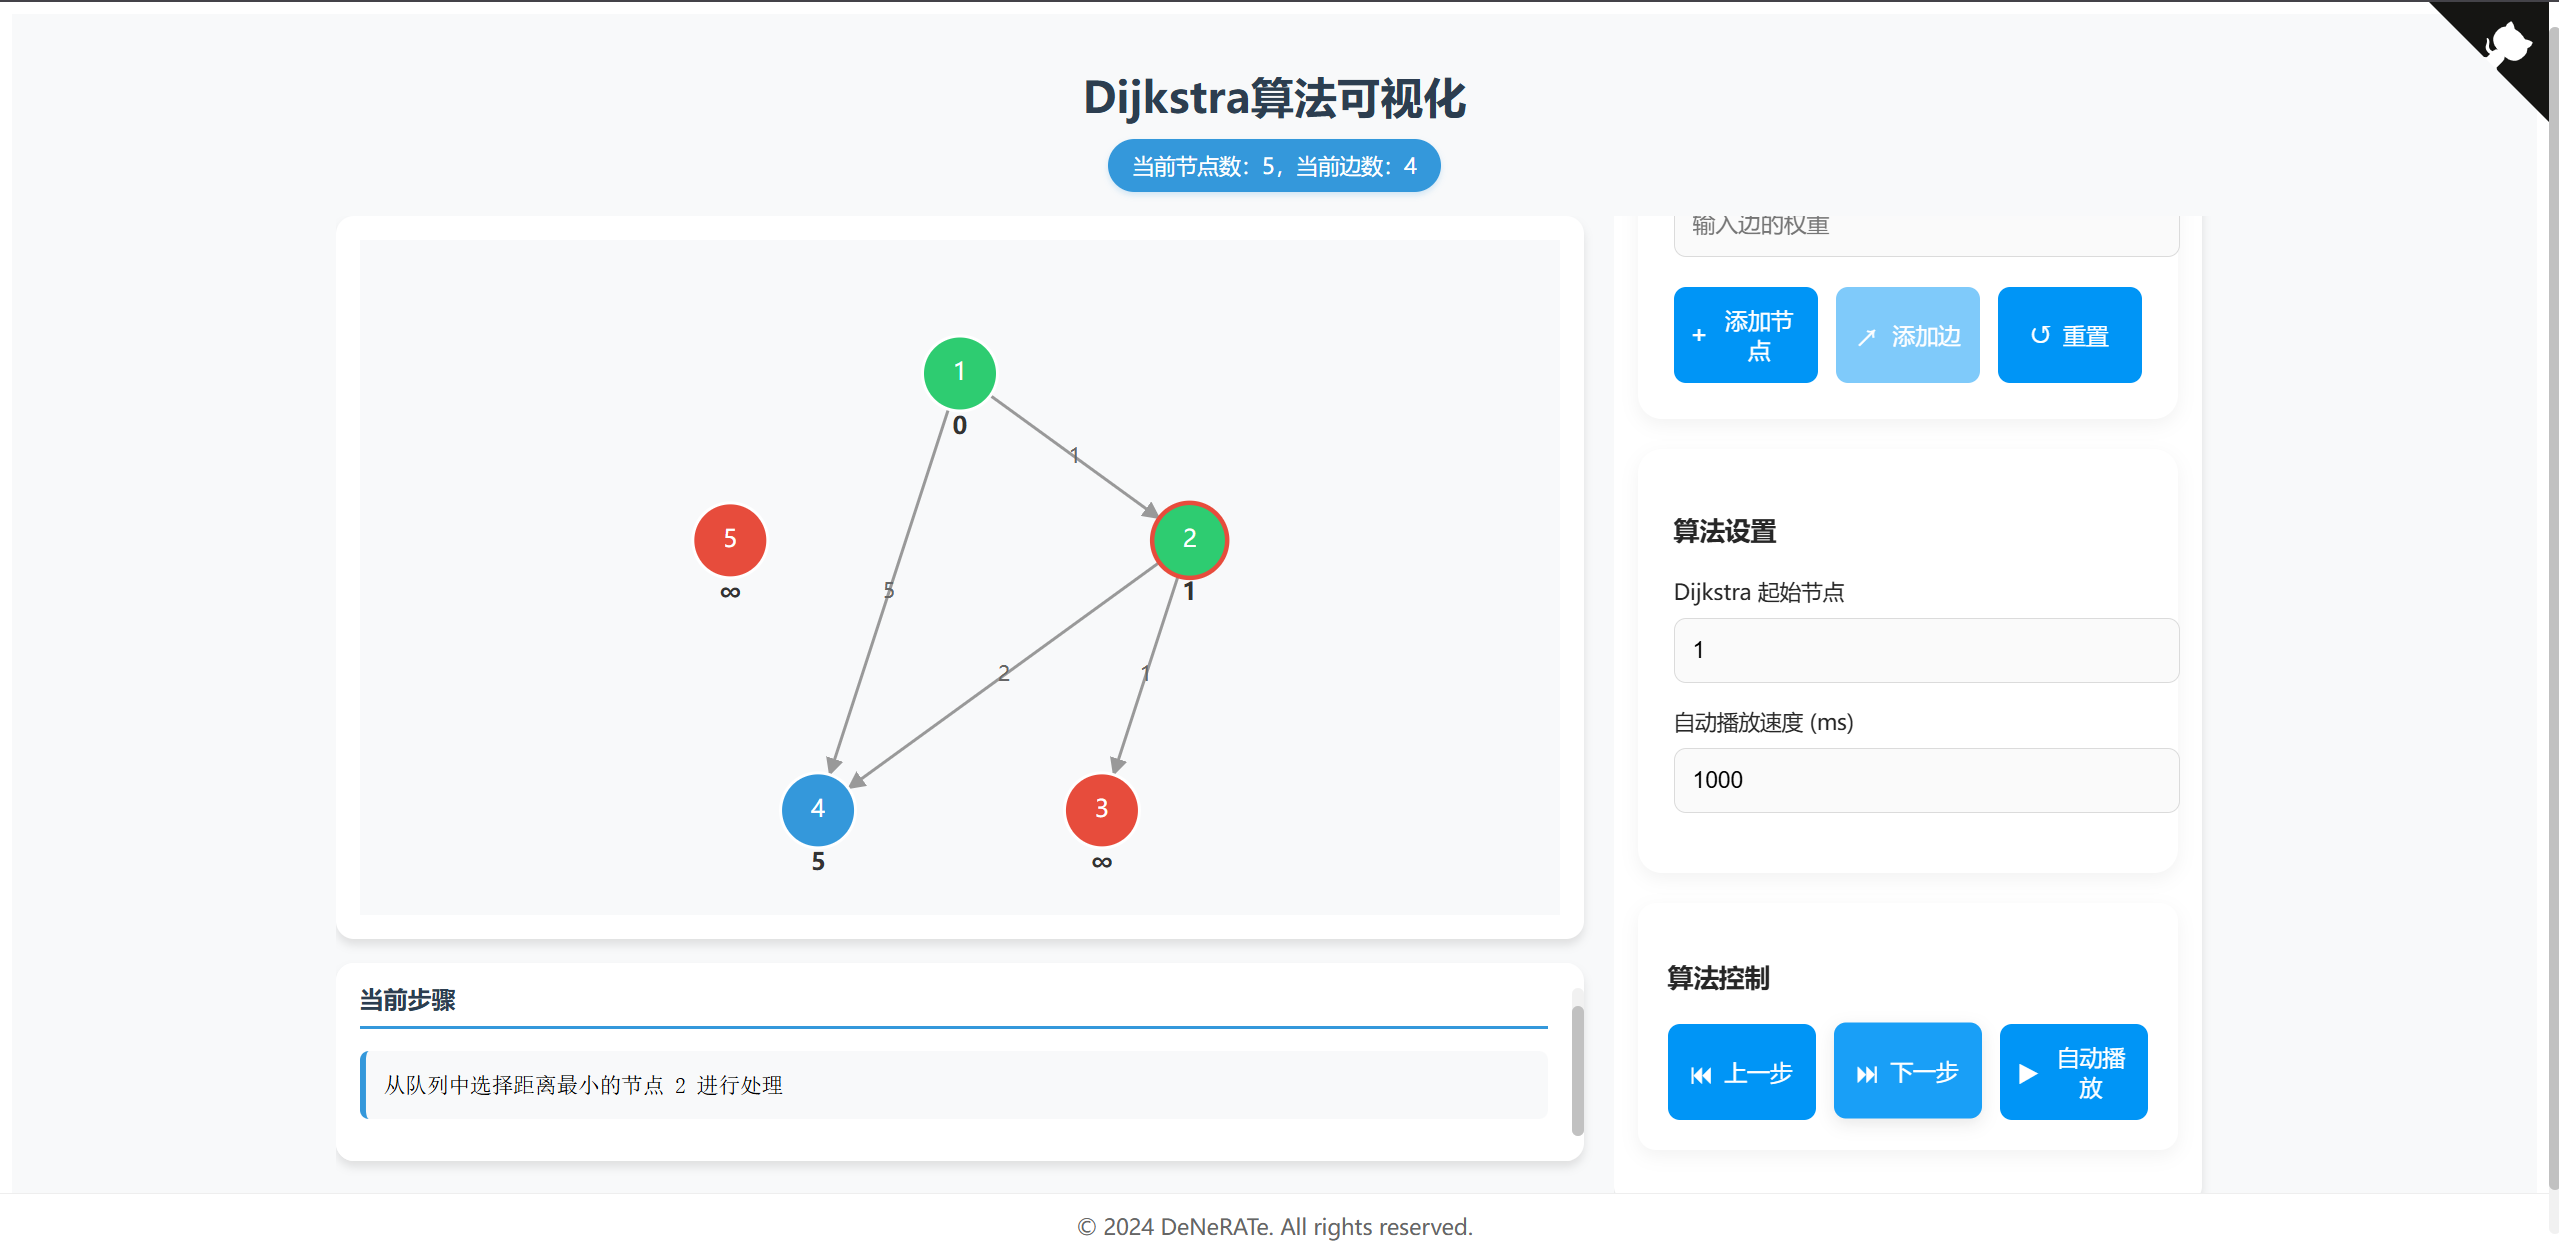 Dijkstra算法可视化
当前节点数：5，当前边数：4
输入边的权重
+ 添加节
点
↗ 添加边
↺ 重置
1
0
1
5
∞
2
1
5
2
1
4
5
3
∞
算法设置
Dijkstra 起始节点
1
自动播放速度 (ms)
1000
当前步骤
从队列中选择距离最小的节点 2 进行处理
算法控制
⏮ 上一步
⏭ 下一步
▶ 自动播
放
© 2024 DeNeRATe. All rights reserved.